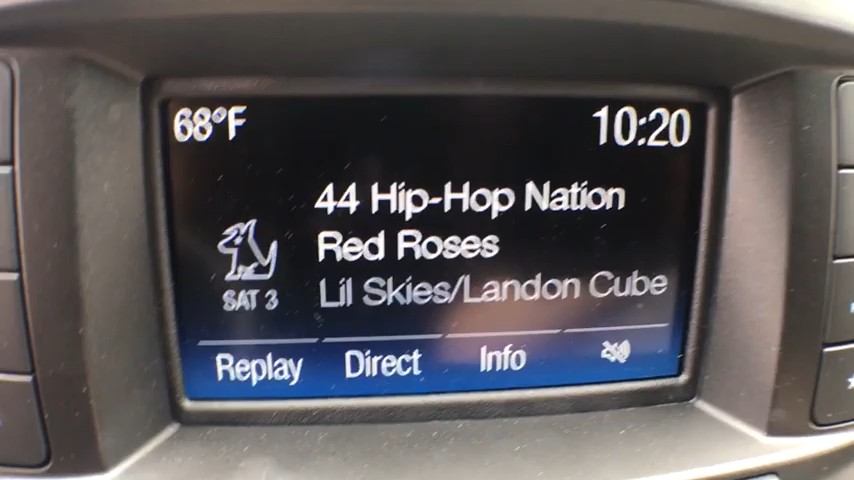 68°F
10:20
44 Hip-Hop Nation
Red Roses
SAT 3
Lil Skies/Landon Cube
Replay
Direct
Info